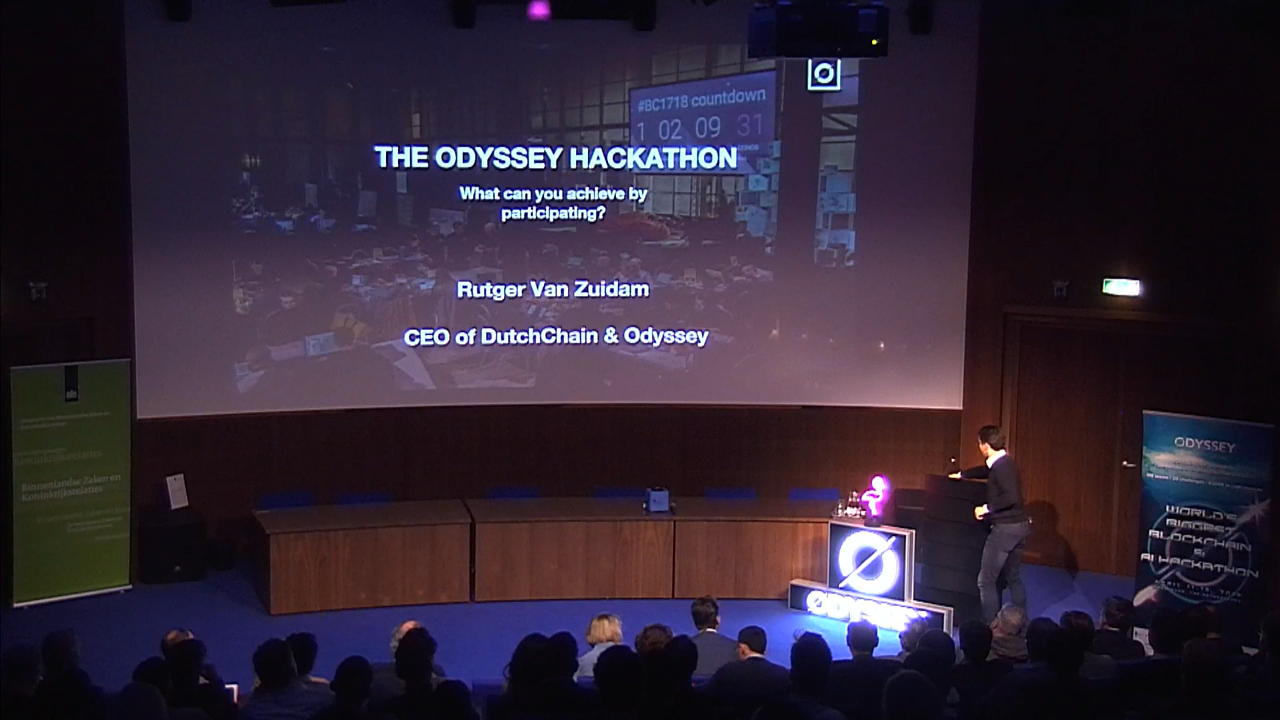 #BC1718 countdown
1 02 09 31
THE ODYSSEY HACKATHON
What can you achieve by
participating?
Rutger Van Zuidam
CEO of DutchChain & Odyssey
Binnenlandse Zaken en
Koninkrijksrelaties
ODYSSEY
ODYSSEY
WORLD'S
BIGGEST
BLOCKCHAIN
&
AI HACKATHON